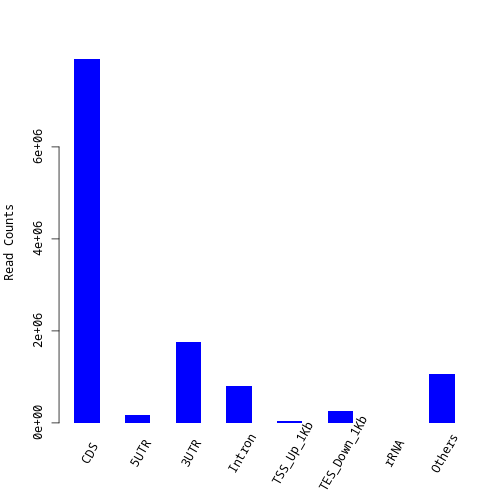 Read Counts
6e+06
4e+06
2e+06
0e+00
CDS
5UTR
3UTR
Intron
TSS_Up_1Kb
TES_Down_1Kb
rRNA
Others